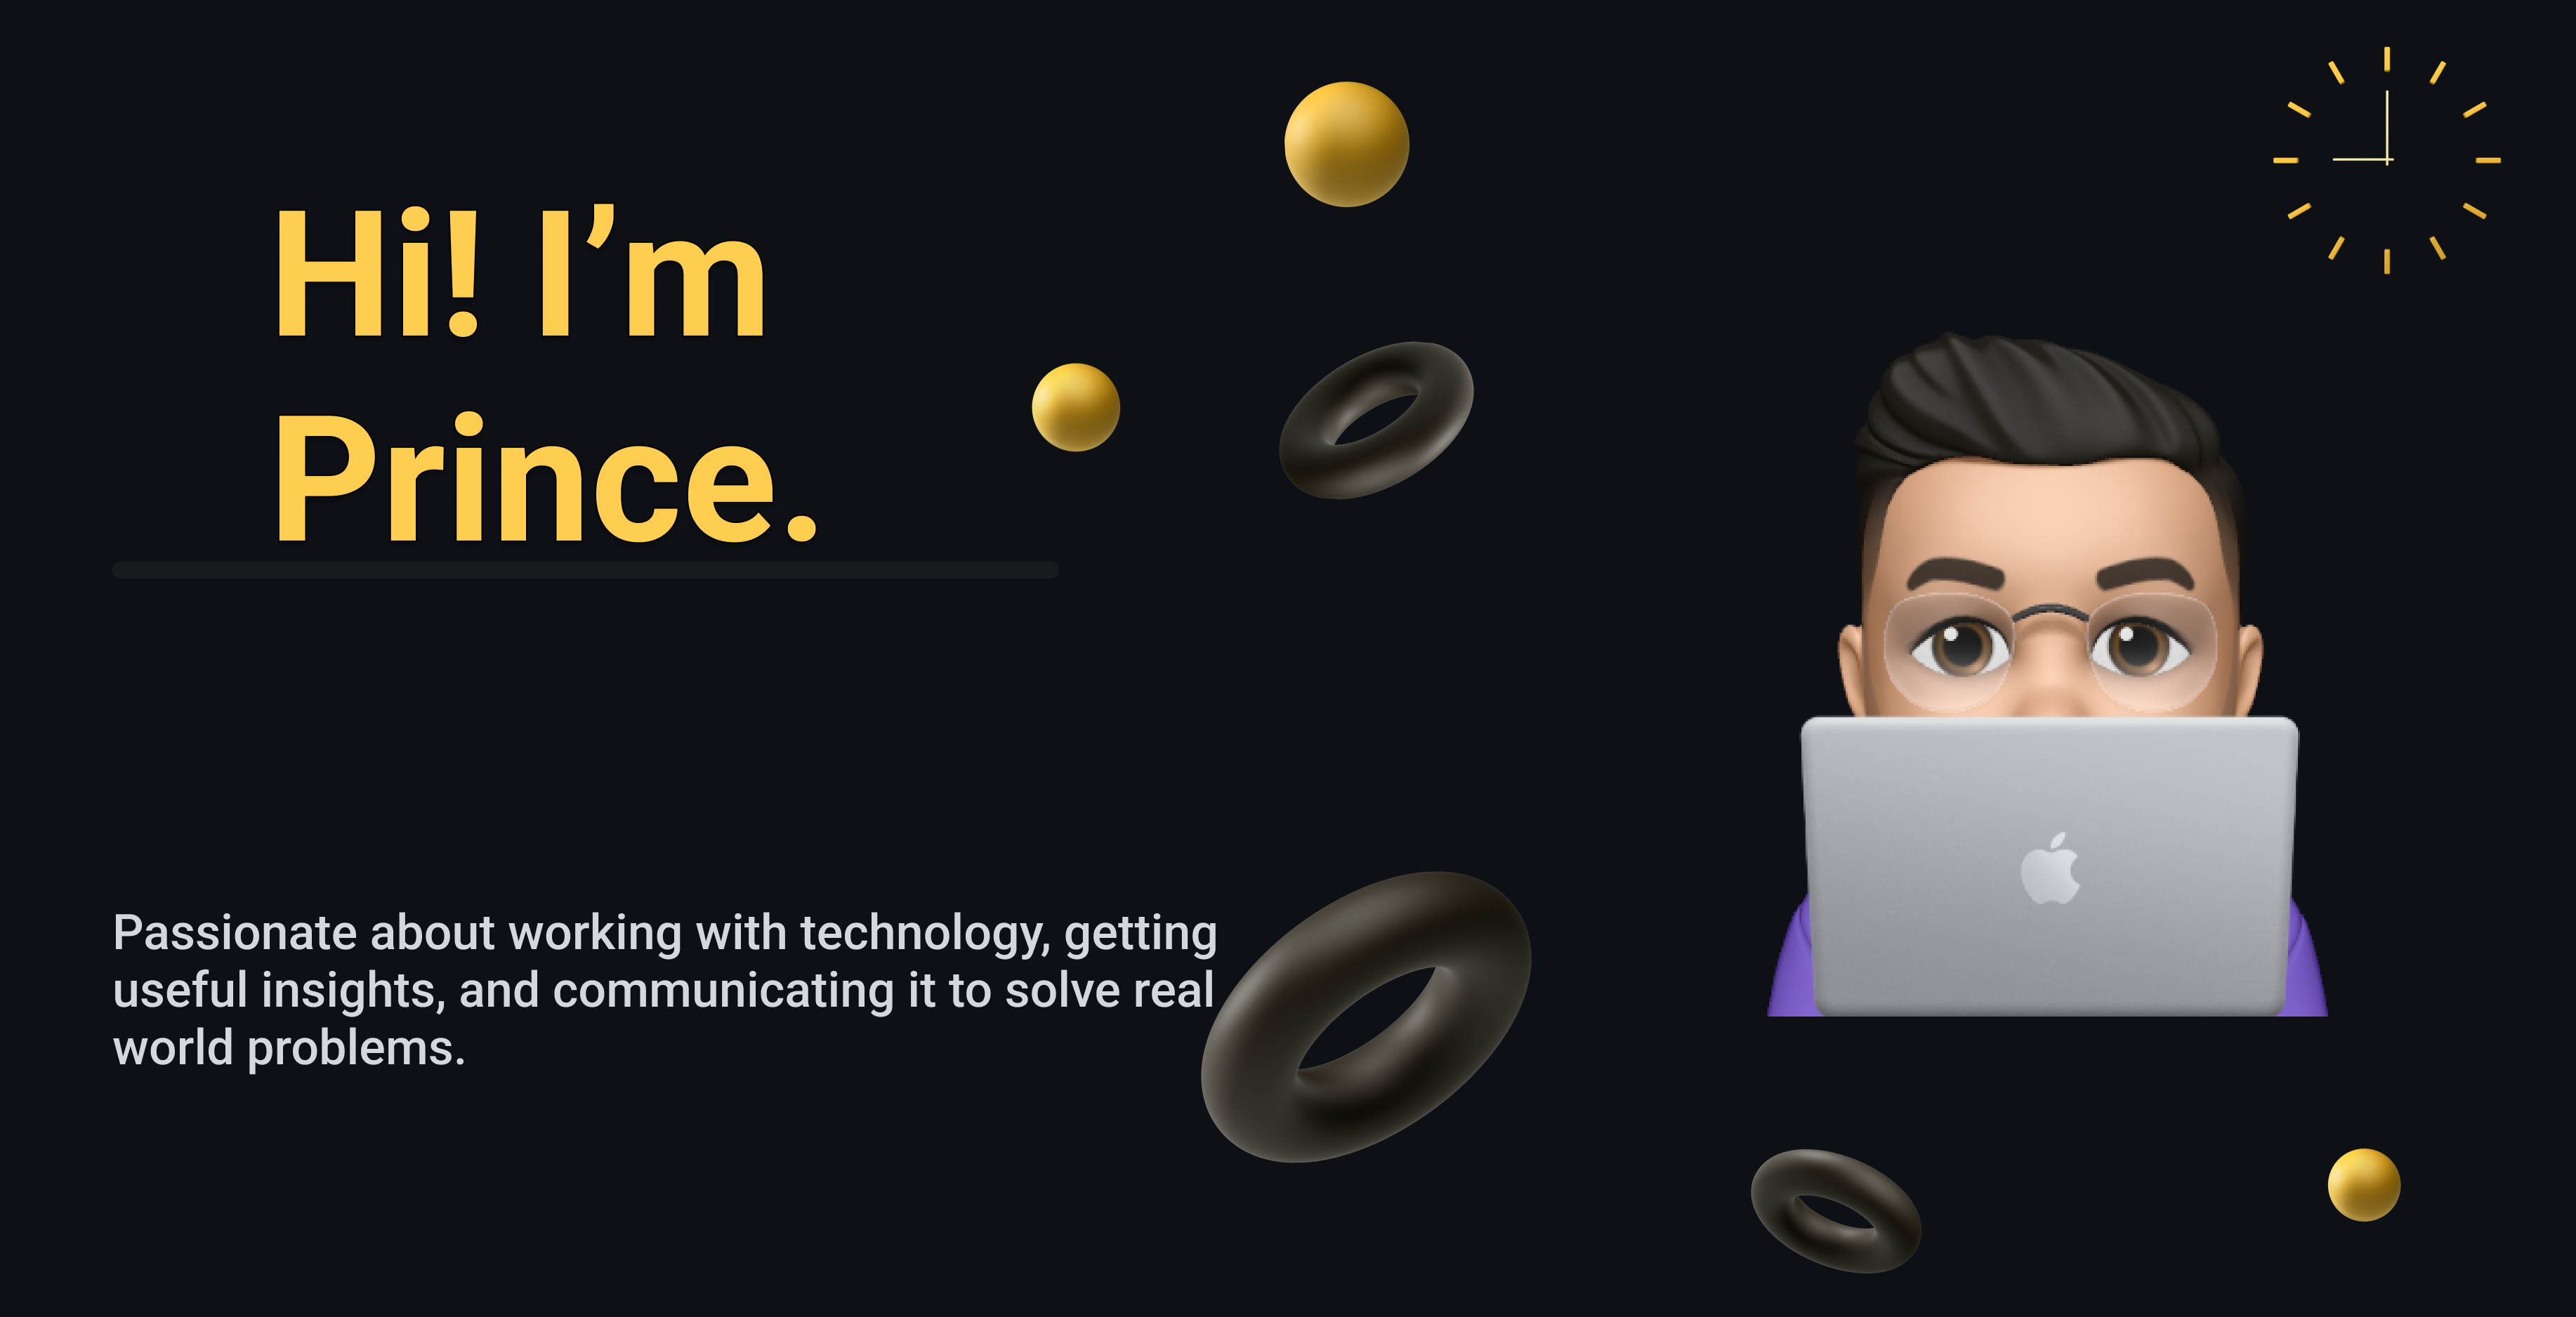 Hi! I’m
Prince.
Passionate about working with technology, getting
useful insights, and communicating it to solve real
world problems.